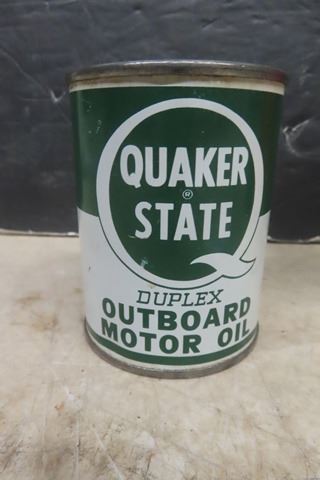 QUAKER
®
STATE
DUPLEX
OUTBOARD
MOTOR OIL